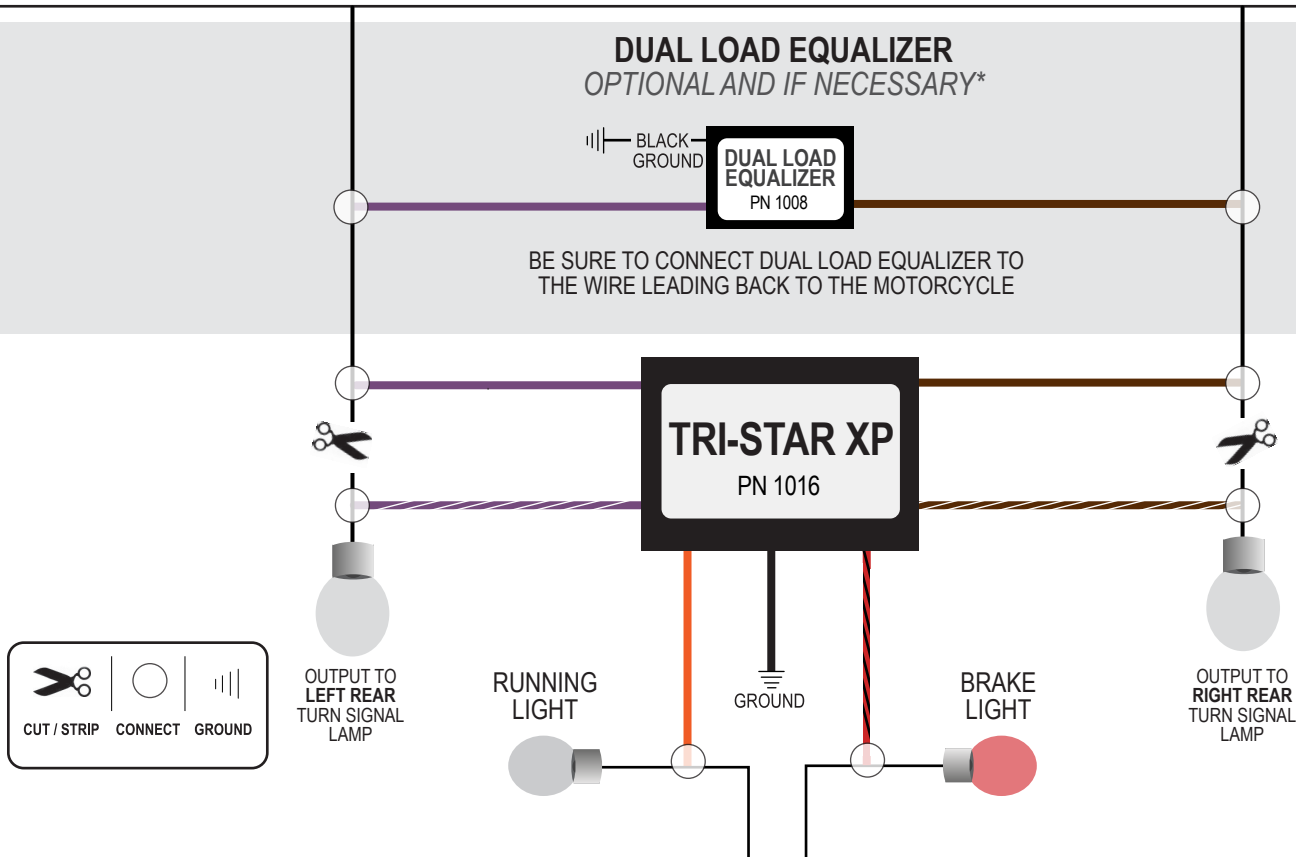 DUAL LOAD EQUALIZER
OPTIONAL AND IF NECESSARY*
BLACK
GROUND
DUAL LOAD
EQUALIZER
PN 1008
BE SURE TO CONNECT DUAL LOAD EQUALIZER TO
THE WIRE LEADING BACK TO THE MOTORCYCLE
TRI-STAR XP
PN 1016
OUTPUT TO
LEFT REAR
TURN SIGNAL
LAMP
RUNNING
LIGHT
GROUND
BRAKE
LIGHT
OUTPUT TO
RIGHT REAR
TURN SIGNAL
LAMP
CUT / STRIP
CONNECT
GROUND